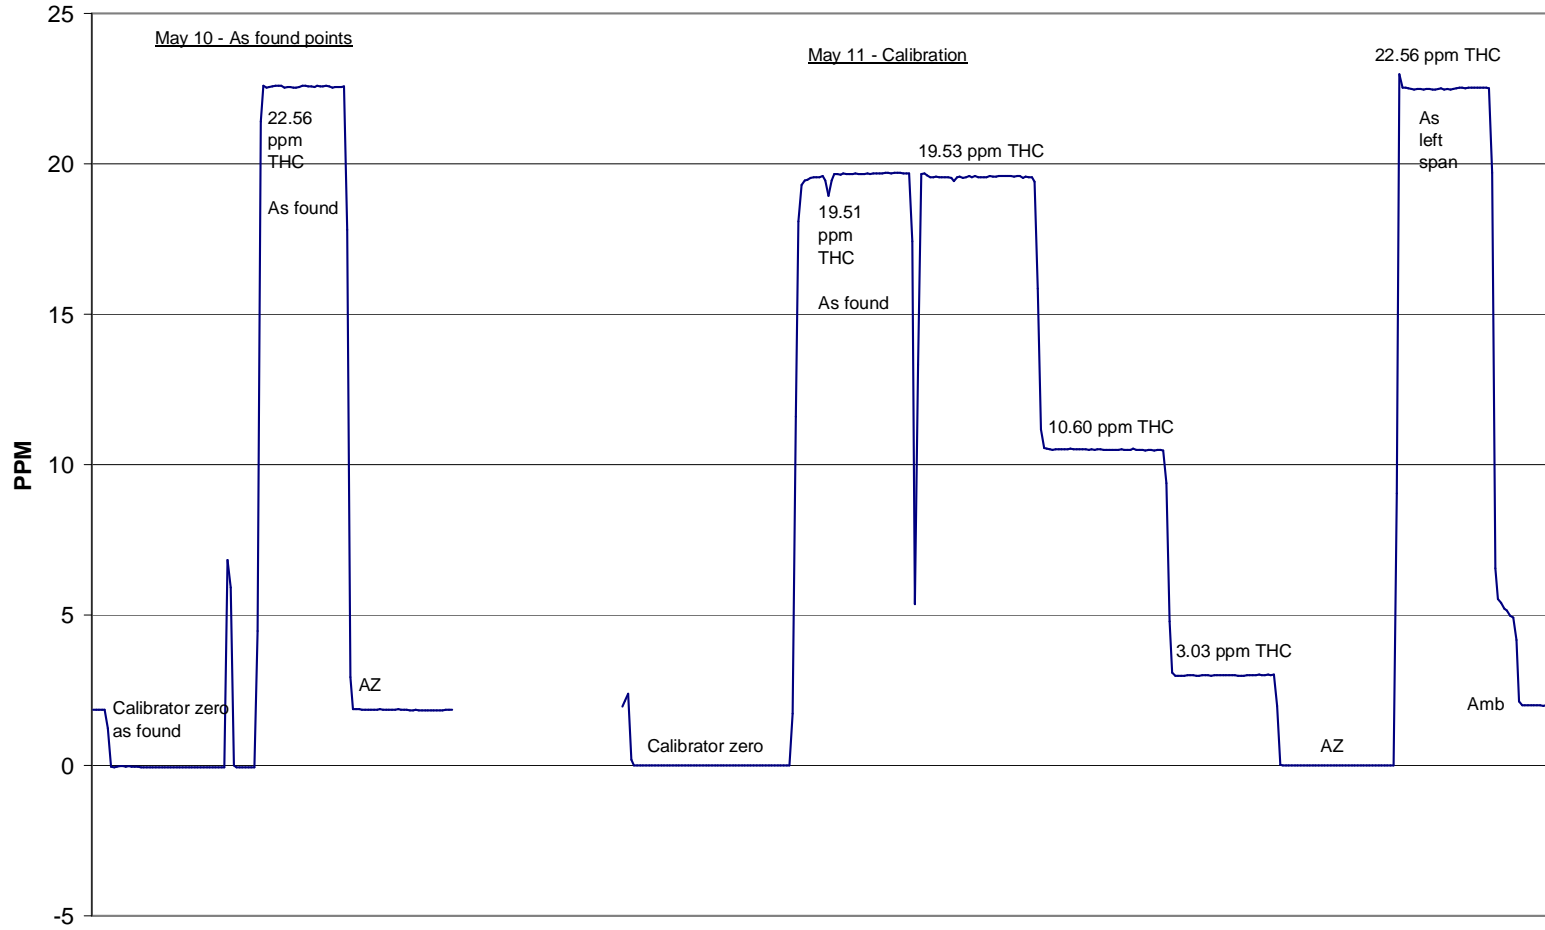 25
20
15
10
5
0
-5
PPM
May 10 - As found points
22.56
ppm
THC
As found
Calibrator zero
as found
AZ
May 11 - Calibration
Calibrator zero
19.51
ppm
THC
As found
19.53 ppm THC
10.60 ppm THC
3.03 ppm THC
AZ
22.56 ppm THC
As
left
span
Amb